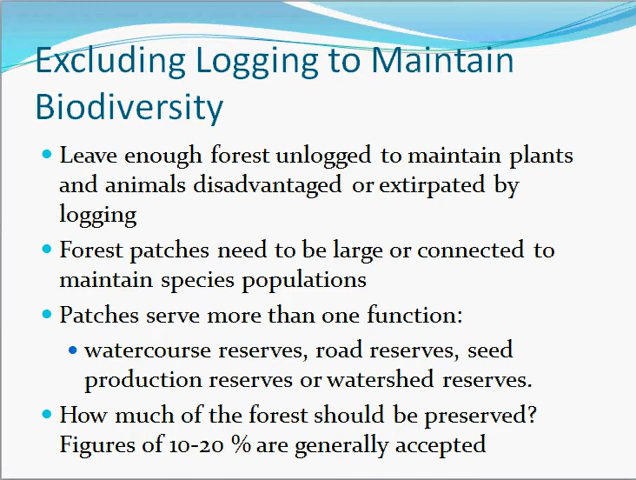 Excluding Logging to Maintain
Biodiversity
• Leave enough forest unlogged to maintain plants
and animals disadvantaged or extirpated by
logging
• Forest patches need to be large or connected to
maintain species populations
• Patches serve more than one function:
• watercourse reserves, road reserves, seed
production reserves or watershed reserves.
• How much of the forest should be preserved?
Figures of 10-20 % are generally accepted